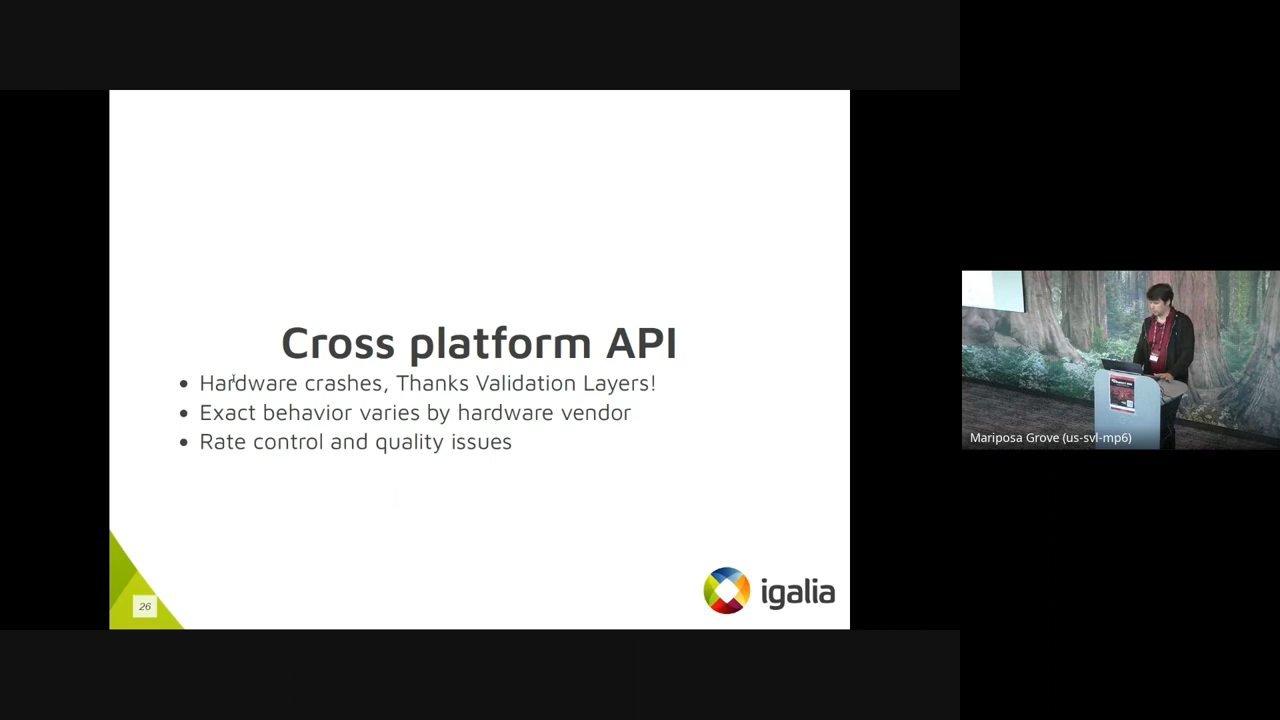 Cross platform API
• Hardware crashes, Thanks Validation Layers!
• Exact behavior varies by hardware vendor
• Rate control and quality issues
26
igalia
Mariposa Grove (us-svl-mp6)